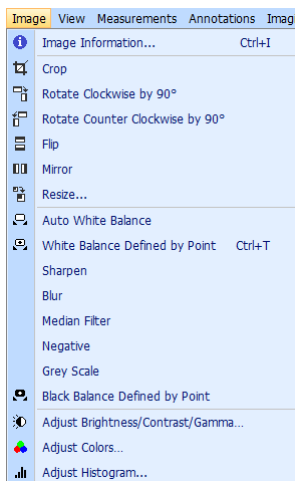 Image View Measurements Annotations Imag
Image Information... Ctrl+I
Crop
Rotate Clockwise by 90°
Rotate Counter Clockwise by 90°
Flip
Mirror
Resize...
Auto White Balance
White Balance Defined by Point Ctrl+T
Sharpen
Blur
Median Filter
Negative
Grey Scale
Black Balance Defined by Point
Adjust Brightness/Contrast/Gamma...
Adjust Colors...
Adjust Histogram...